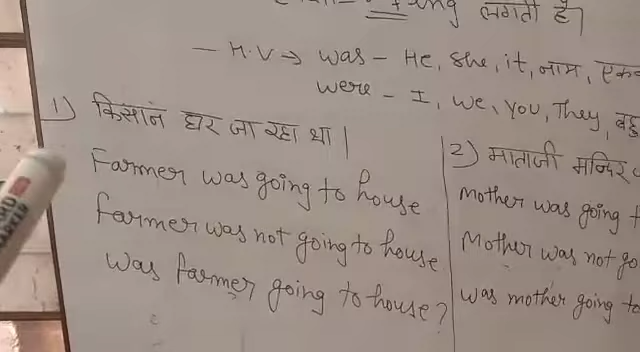 ing लगती है।
— H.V → was – He, She, it, नाम,
were – I, we, You, They,
1) किसान घर जा रहा था।
Farmer was going to house
Farmer was not going to house
Was farmer going to house?
2) माताजी मन्दिर
Mother was going
Mother was not go
Was mother going to